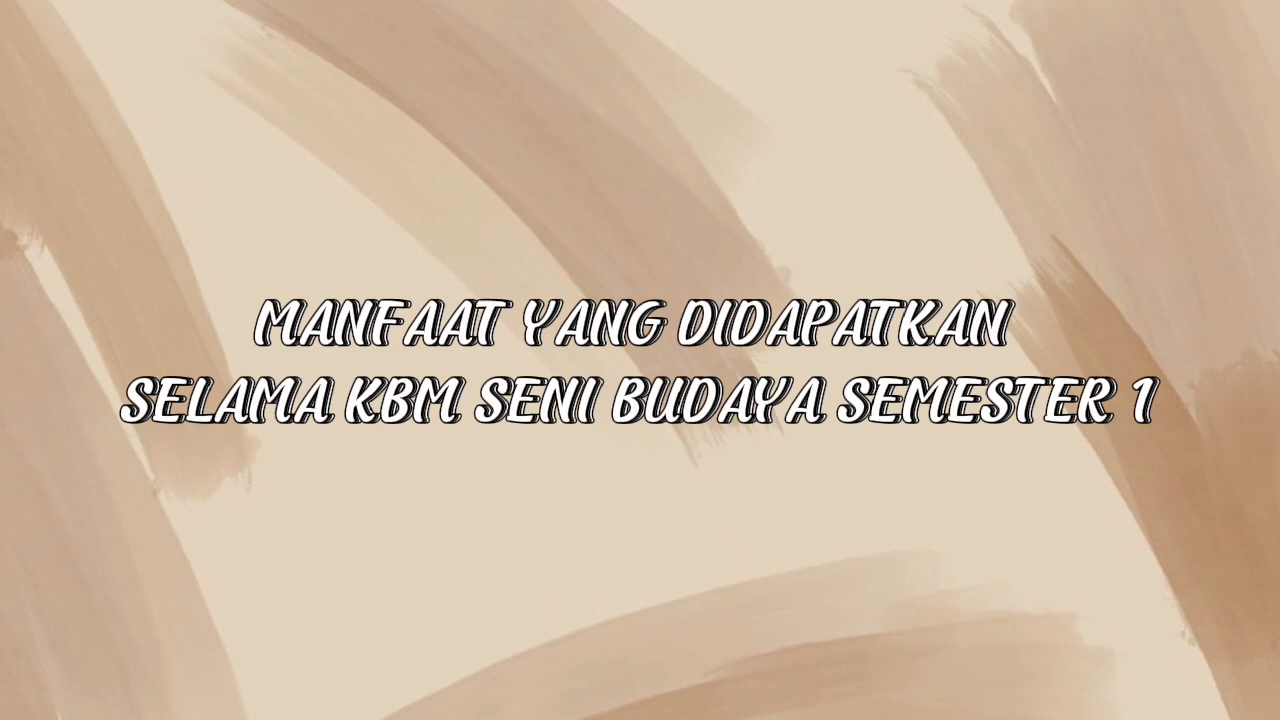 MANFAAT YANG DIDAPATKAN
SELAMA KBM SENI BUDAYA SEMESTER 1